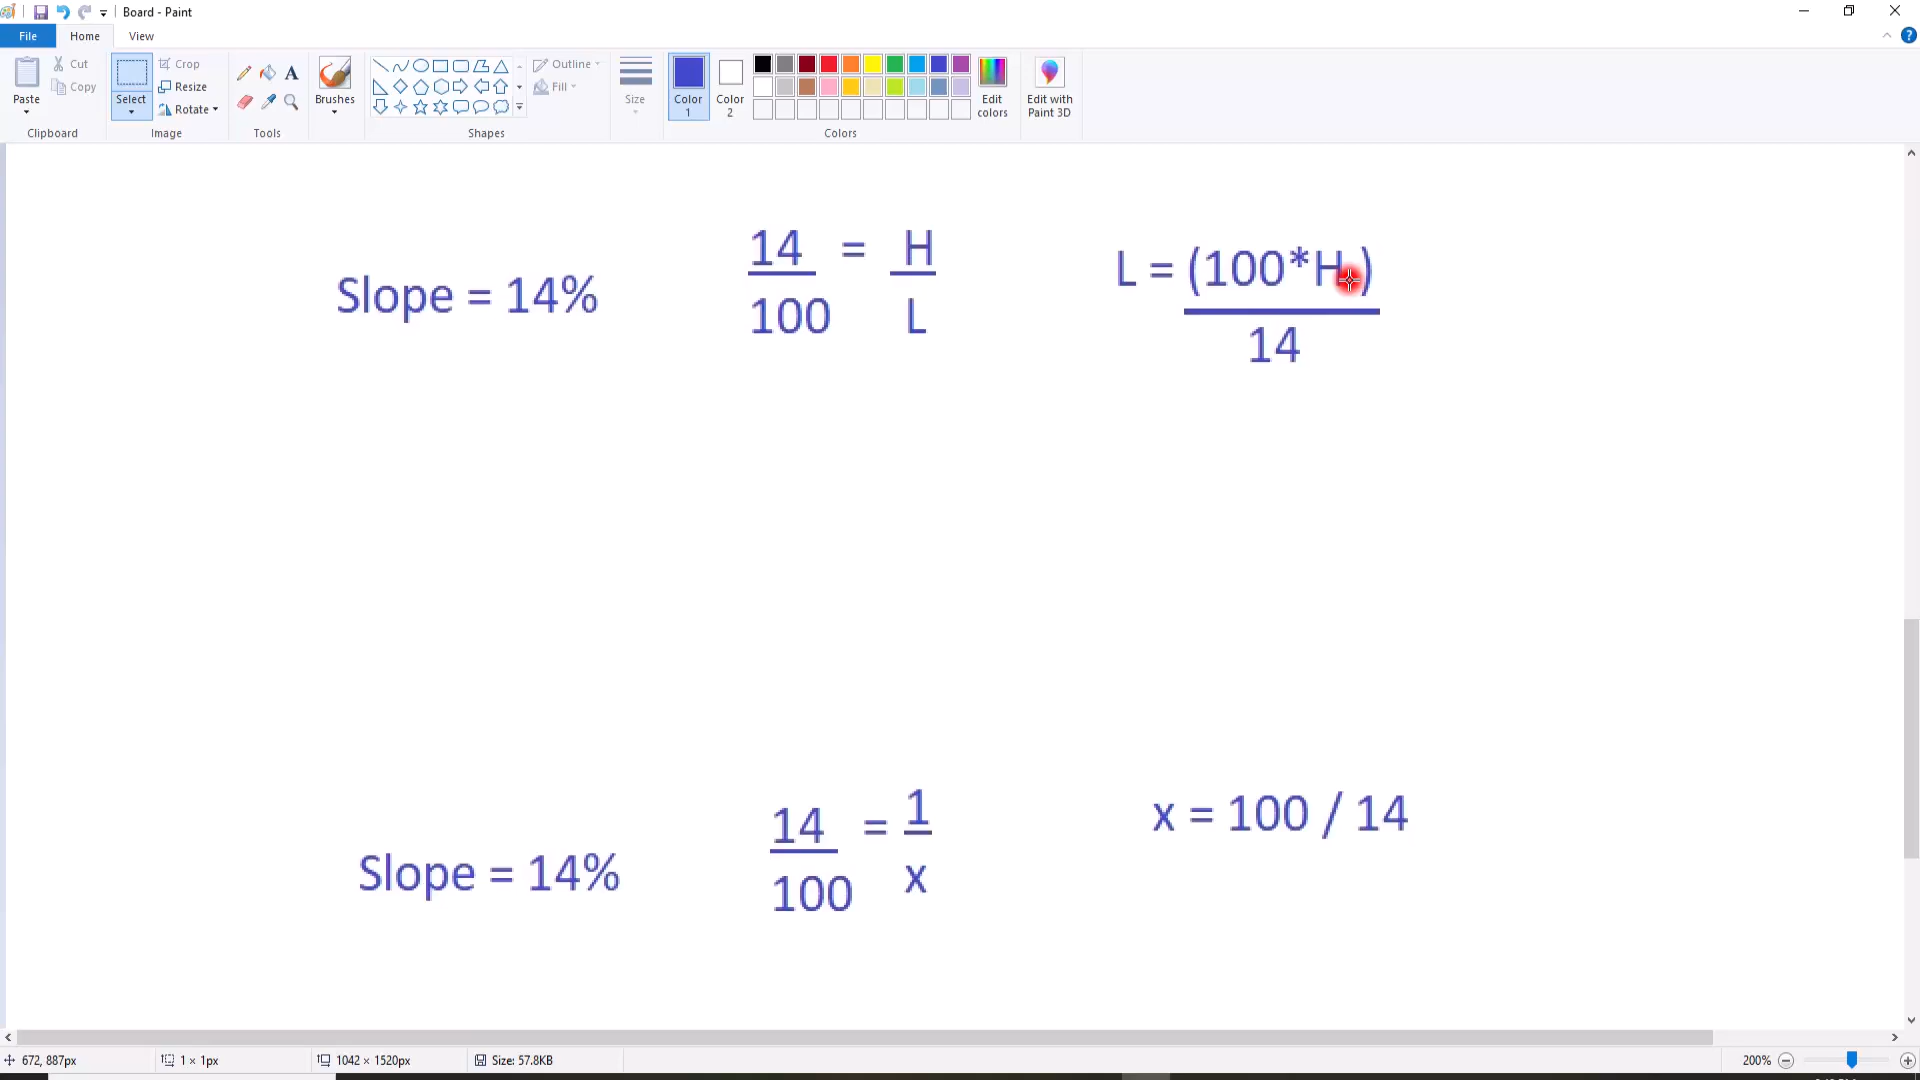 Board - Paint
File Home View
Paste
Cut
Copy
Clipboard
Select
Crop
Resize
Rotate
Image
A
Tools
Brushes
Outline
Fill
Shapes
Size
Color 1
Color 2
Edit colors
Colors
Edit with Paint 3D
?
Slope = 14%
14 = H
100 L
L = (100*H )
14
Slope = 14%
14 = 1
100 x
x = 100 / 14
672, 887px 1 × 1px 1042 × 1520px Size: 57.8KB 200%